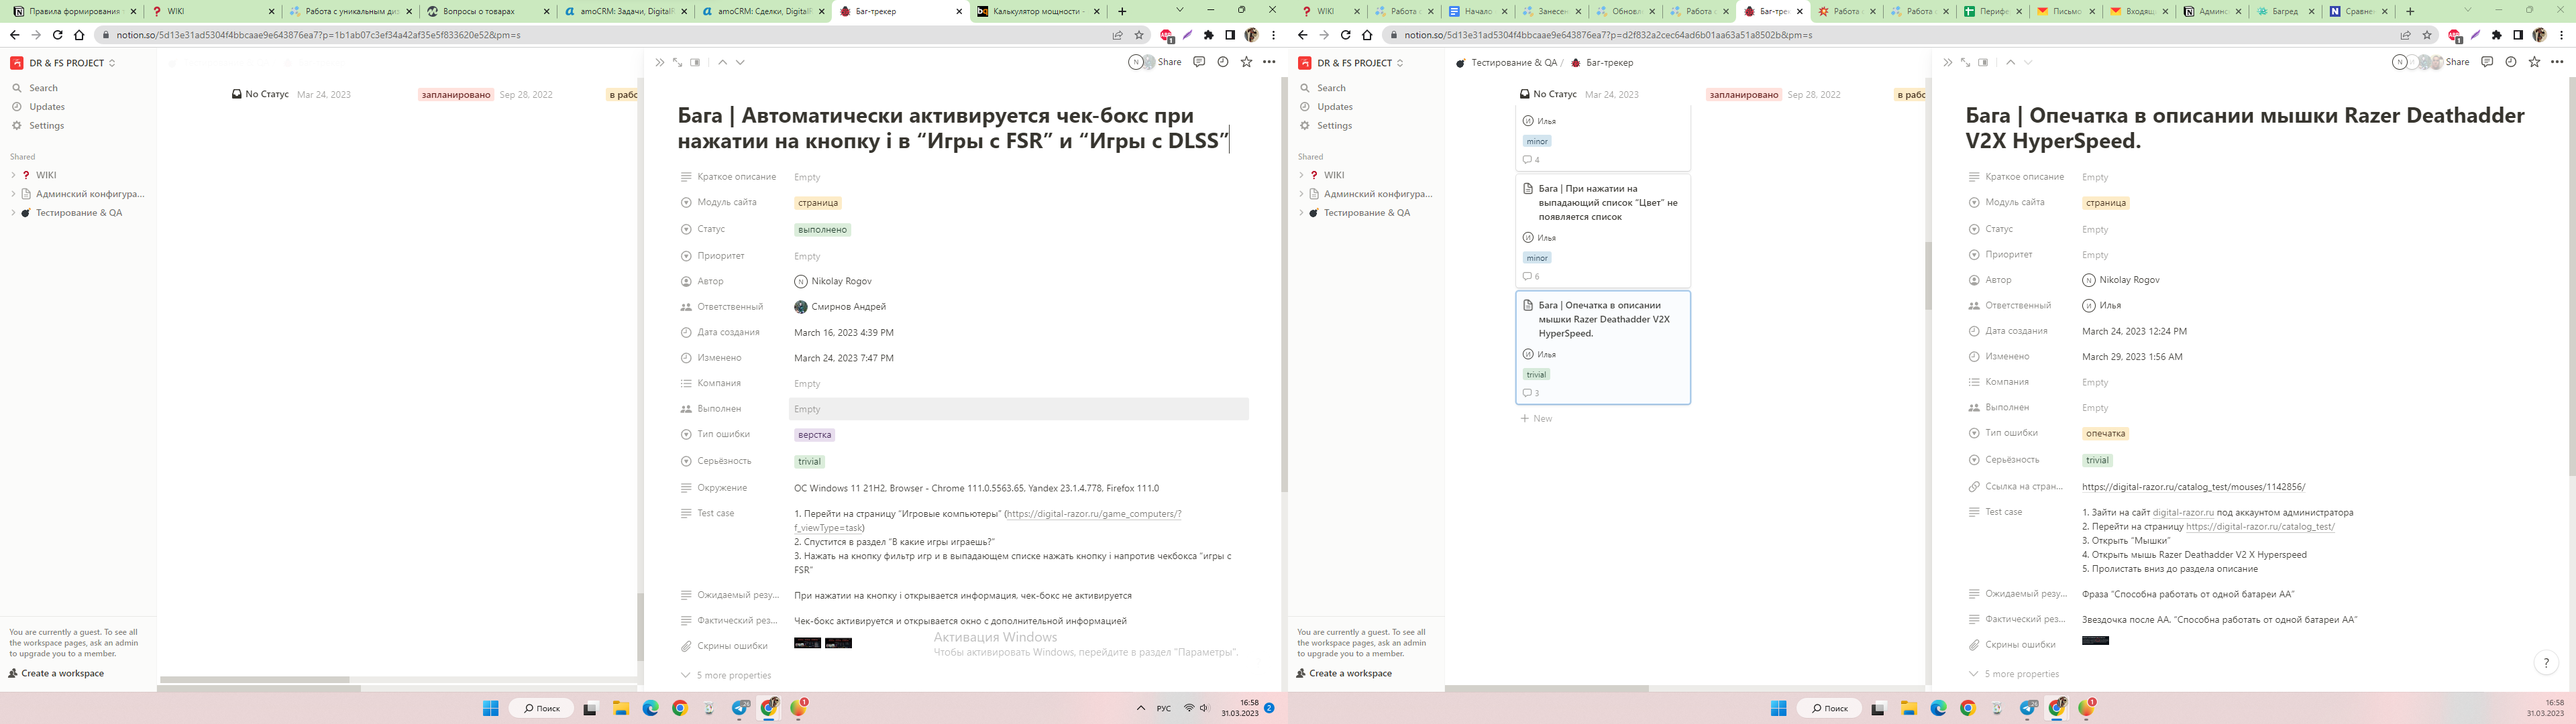 Правила формирования
WIKI
Работа с уникальным ди
Вопросы о товарах
amoCRM: Задачи, Digital
amoCRM: Сделки, Digital
Баг-трекер
Калькулятор мощности -
notion.so/5d13e31ad5304f4bbcaae9e643876ea7?p=1b1ab07c3ef34a42af35e5f833620e52&pm=s
DR & FS PROJECT
Search
Updates
Settings
Shared
WIKI
Админский конфигура...
Тестирование & QA
You are currently a guest. To see all
the workspace pages, ask an admin
to upgrade you to a member.
Create a workspace
No Статус Mar 24, 2023
запланировано Sep 28, 2022
в рабо
Share
Бага | Автоматически активируется чек-бокс при
нажатии на кнопку i в “Игры с FSR” и “Игры с DLSS”
Краткое описание Empty
Модуль сайта страница
Статус выполнено
Приоритет Empty
Автор N Nikolay Rogov
Ответственный Смирнов Андрей
Дата создания March 16, 2023 4:39 PM
Изменено March 24, 2023 7:47 PM
Компания Empty
Выполнен Empty
Тип ошибки верстка
Серьёзность trivial
Окружение ОС Windows 11 21H2, Browser - Chrome 111.0.5563.65, Yandex 23.1.4.778, Firefox 111.0
Test case 1. Перейти на страницу “Игровые компьютеры” (https://digital-razor.ru/game_computers/?
f_viewType=task)
2. Спустится в раздел “В какие игры играешь?”
3. Нажать на кнопку фильтр игр и в выпадающем списке нажать кнопку i напротив чекбокса “игры с
FSR”
Ожидаемый резу... При нажатии на кнопку i открывается информация, чек-бокс не активируется
Фактический рез... Чек-бокс активируется и открывается окно с дополнительной информацией
Скрины ошибки
5 more properties
Активация Windows
Чтобы активировать Windows, перейдите в раздел "Параметры".
Поиск
РУС
16:58
31.03.2023
2
WIKI
Работа
Начало
Занесен
Обновл
Работа
Баг-трек
Работа
Работа
Перифе
Письмо
Входящ
Админс
Багред
Сравне
notion.so/5d13e31ad5304f4bbcaae9e643876ea7?p=d2f832a2cec64ad6b01aa63a51a8502b&pm=s
DR & FS PROJECT
Search
Updates
Settings
Shared
WIKI
Админский конфигура...
Тестирование & QA
You are currently a guest. To see all
the workspace pages, ask an admin
to upgrade you to a member.
Create a workspace
Тестирование & QA / Баг-трекер
No Статус Mar 24, 2023
запланировано Sep 28, 2022
в рабо
И Илья
minor
4
Бага | При нажатии на
выпадающий список “Цвет” не
появляется список
И Илья
minor
6
Бага | Опечатка в описании
мышки Razer Deathadder V2X
HyperSpeed.
И Илья
trivial
3
New
Share
Бага | Опечатка в описании мышки Razer Deathadder
V2X HyperSpeed.
Краткое описание Empty
Модуль сайта страница
Статус Empty
Приоритет Empty
Автор N Nikolay Rogov
Ответственный И Илья
Дата создания March 24, 2023 12:24 PM
Изменено March 29, 2023 1:56 AM
Компания Empty
Выполнен Empty
Тип ошибки опечатка
Серьёзность trivial
Ссылка на стран... https://digital-razor.ru/catalog_test/mouses/1142856/
Test case 1. Зайти на сайт digital-razor.ru под аккаунтом администратора
2. Перейти на страницу https://digital-razor.ru/catalog_test/
3. Открыть “Мышки”
4. Открыть мышь Razer Deathadder V2 X Hyperspeed
5. Пролистать вниз до раздела описание
Ожидаемый резу... Фраза “Способна работать от одной батареи АА”
Фактический рез... Звездочка после АА. “Способна работать от одной батареи АА”
Скрины ошибки
5 more properties
?
Поиск
16:58
31.03.2023